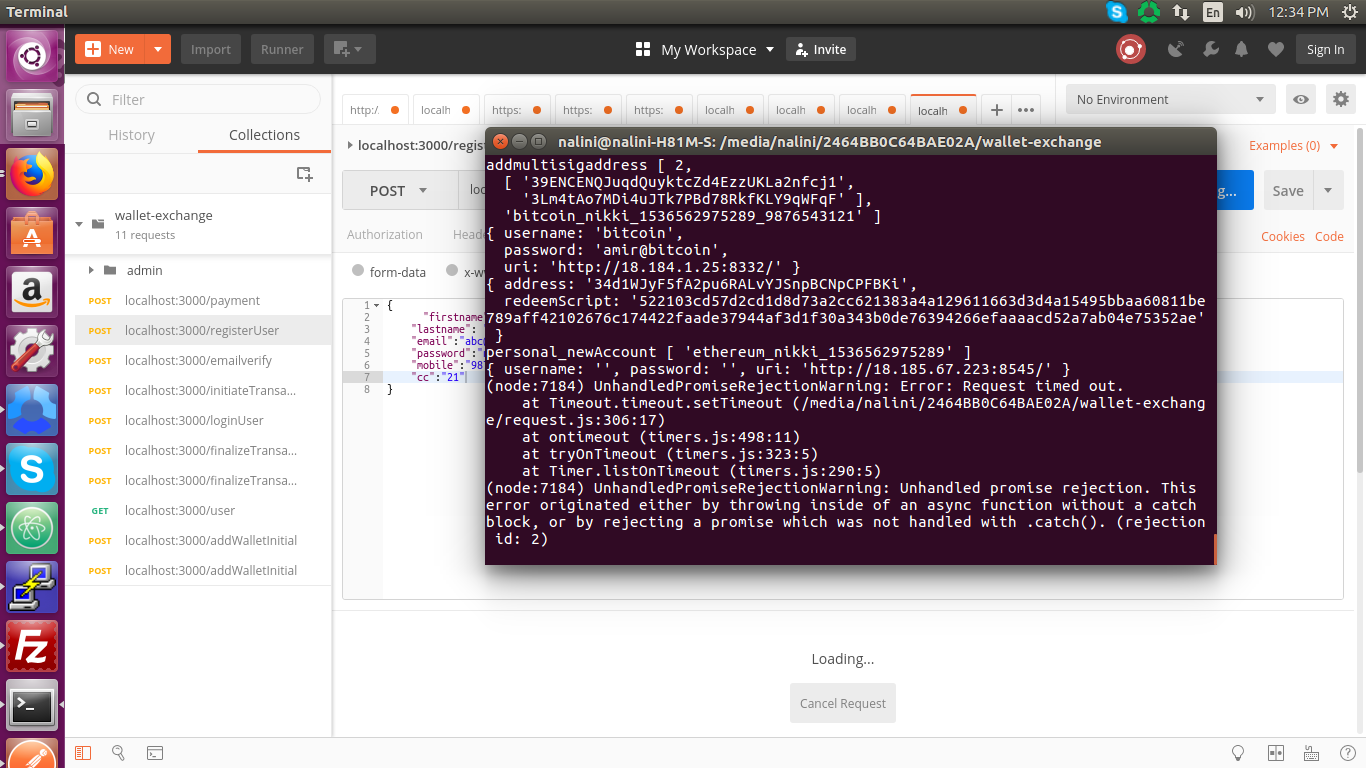 Terminal
En
12:34 PM
New
Import
Runner
My Workspace
Invite
Sign In
Filter
History
Collections
wallet-exchange
11 requests
admin
POST localhost:3000/payment
POST localhost:3000/registerUser
POST localhost:3000/emailverify
POST localhost:3000/initiateTransa...
POST localhost:3000/loginUser
POST localhost:3000/finalizeTransa...
POST localhost:3000/finalizeTransa...
GET localhost:3000/user
POST localhost:3000/addWalletInitial
POST localhost:3000/addWalletInitial
http:/.
localh
https:
https:
https:
localh
localh
localh
localh
No Environment
localhost:3000/regist
Examples (0)
POST
loc
g...
Save
Authorization
Heade
Cookies
Code
form-data
x-w
1 {
2 "firstname
3 "lastname":
4 "email":"abc@
5 "password":"
6 "mobile":"98
7 "cc":"21"
8 }
nalini@nalini-H81M-S: /media/nalini/2464BB0C64BAE02A/wallet-exchange
addmultisigaddress [ 2,
[ '39ENCENQJuqdQuyktcZd4EzzUKLa2nfcj1',
'3Lm4tAo7MDi4uJTk7PBd78RkfKLY9qWFqF' ],
'bitcoin_nikki_1536562975289_9876543121' ]
{ username: 'bitcoin',
password: 'amir@bitcoin',
uri: 'http://18.184.1.25:8332/' }
{ address: '34d1WJyF5fA2pu6RALvYJSnpBCNpCPFBKi',
redeemScript: '522103cd57d2cd1d8d73a2cc621383a4a129611663d3d4a15495bbaa60811be
789aff42102676c174422faade37944af3d1f30a343b0de76394266efaaaacd52a7ab04e75352ae'
}
personal_newAccount [ 'ethereum_nikki_1536562975289' ]
{ username: '', password: '', uri: 'http://18.185.67.223:8545/' }
(node:7184) UnhandledPromiseRejectionWarning: Error: Request timed out.
at Timeout.timeout.setTimeout (/media/nalini/2464BB0C64BAE02A/wallet-exchang
e/request.js:306:17)
at ontimeout (timers.js:498:11)
at tryOnTimeout (timers.js:323:5)
at Timer.listOnTimeout (timers.js:290:5)
(node:7184) UnhandledPromiseRejectionWarning: Unhandled promise rejection. This
error originated either by throwing inside of an async function without a catch
block, or by rejecting a promise which was not handled with .catch(). (rejection
id: 2)
Loading...
Cancel Request